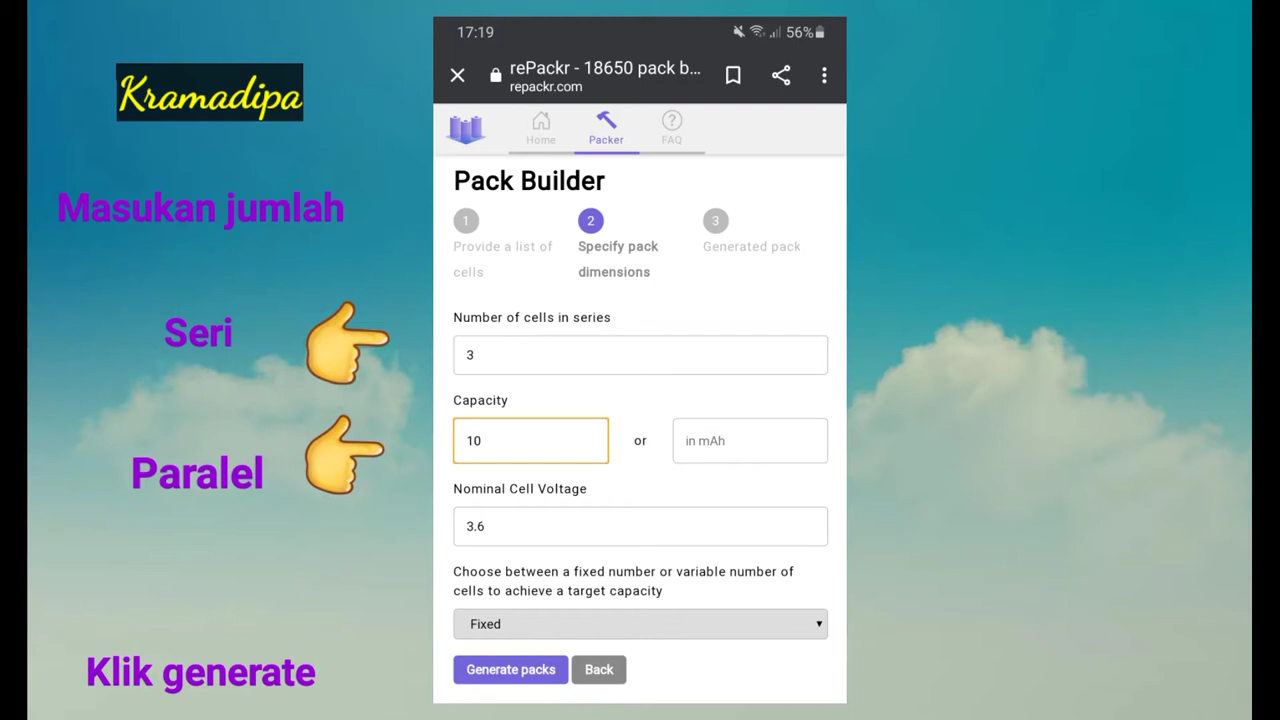 Kramadipa
Masukan jumlah
Seri
Paralel
Klik generate
17:19
56%
rePackr - 18650 pack b...
repackr.com
Home
Packer
? FAQ
Pack Builder
1
Provide a list of
cells
2
Specify pack
dimensions
3
Generated pack
Number of cells in series
3
Capacity
10 or in mAh
Nominal Cell Voltage
3.6
Choose between a fixed number or variable number of
cells to achieve a target capacity
Fixed
Generate packs Back